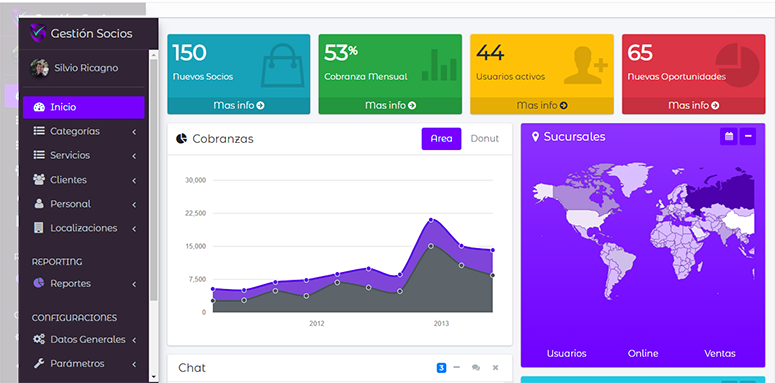 Gestión Socios
Silvio Ricagno
Inicio
Categorías
Servicios
Clientes
Personal
Localizaciones
REPORTING
Reportes
CONFIGURACIONES
Datos Generales
Parámetros
150
Nuevos Socios
Mas info
53%
Cobranza Mensual
Mas info
44
Usuarios activos
Mas info
65
Nuevas Oportunidades
Mas info
Cobranzas
Area
Donut
30,000
22,500
15,000
7,500
0
2012
2013
Chat
3
Sucursales
Usuarios
Online
Ventas